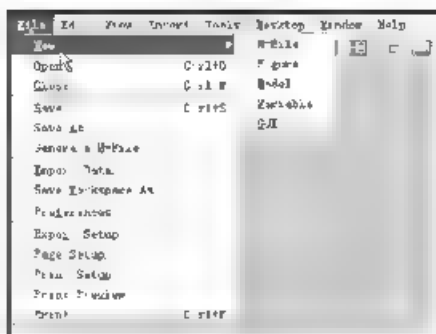 File Ed View Insert Tools Desktop Window Help
New
Open Ctrl+O
Close
Save Ctrl+S
Save As
Generate M-File
Import Data
Save Workspace As
Preferences
Export Setup
Page Setup
Print Setup
Print Preview
Print Ctrl+P
M-File
Figure
Model
Variable
GUI